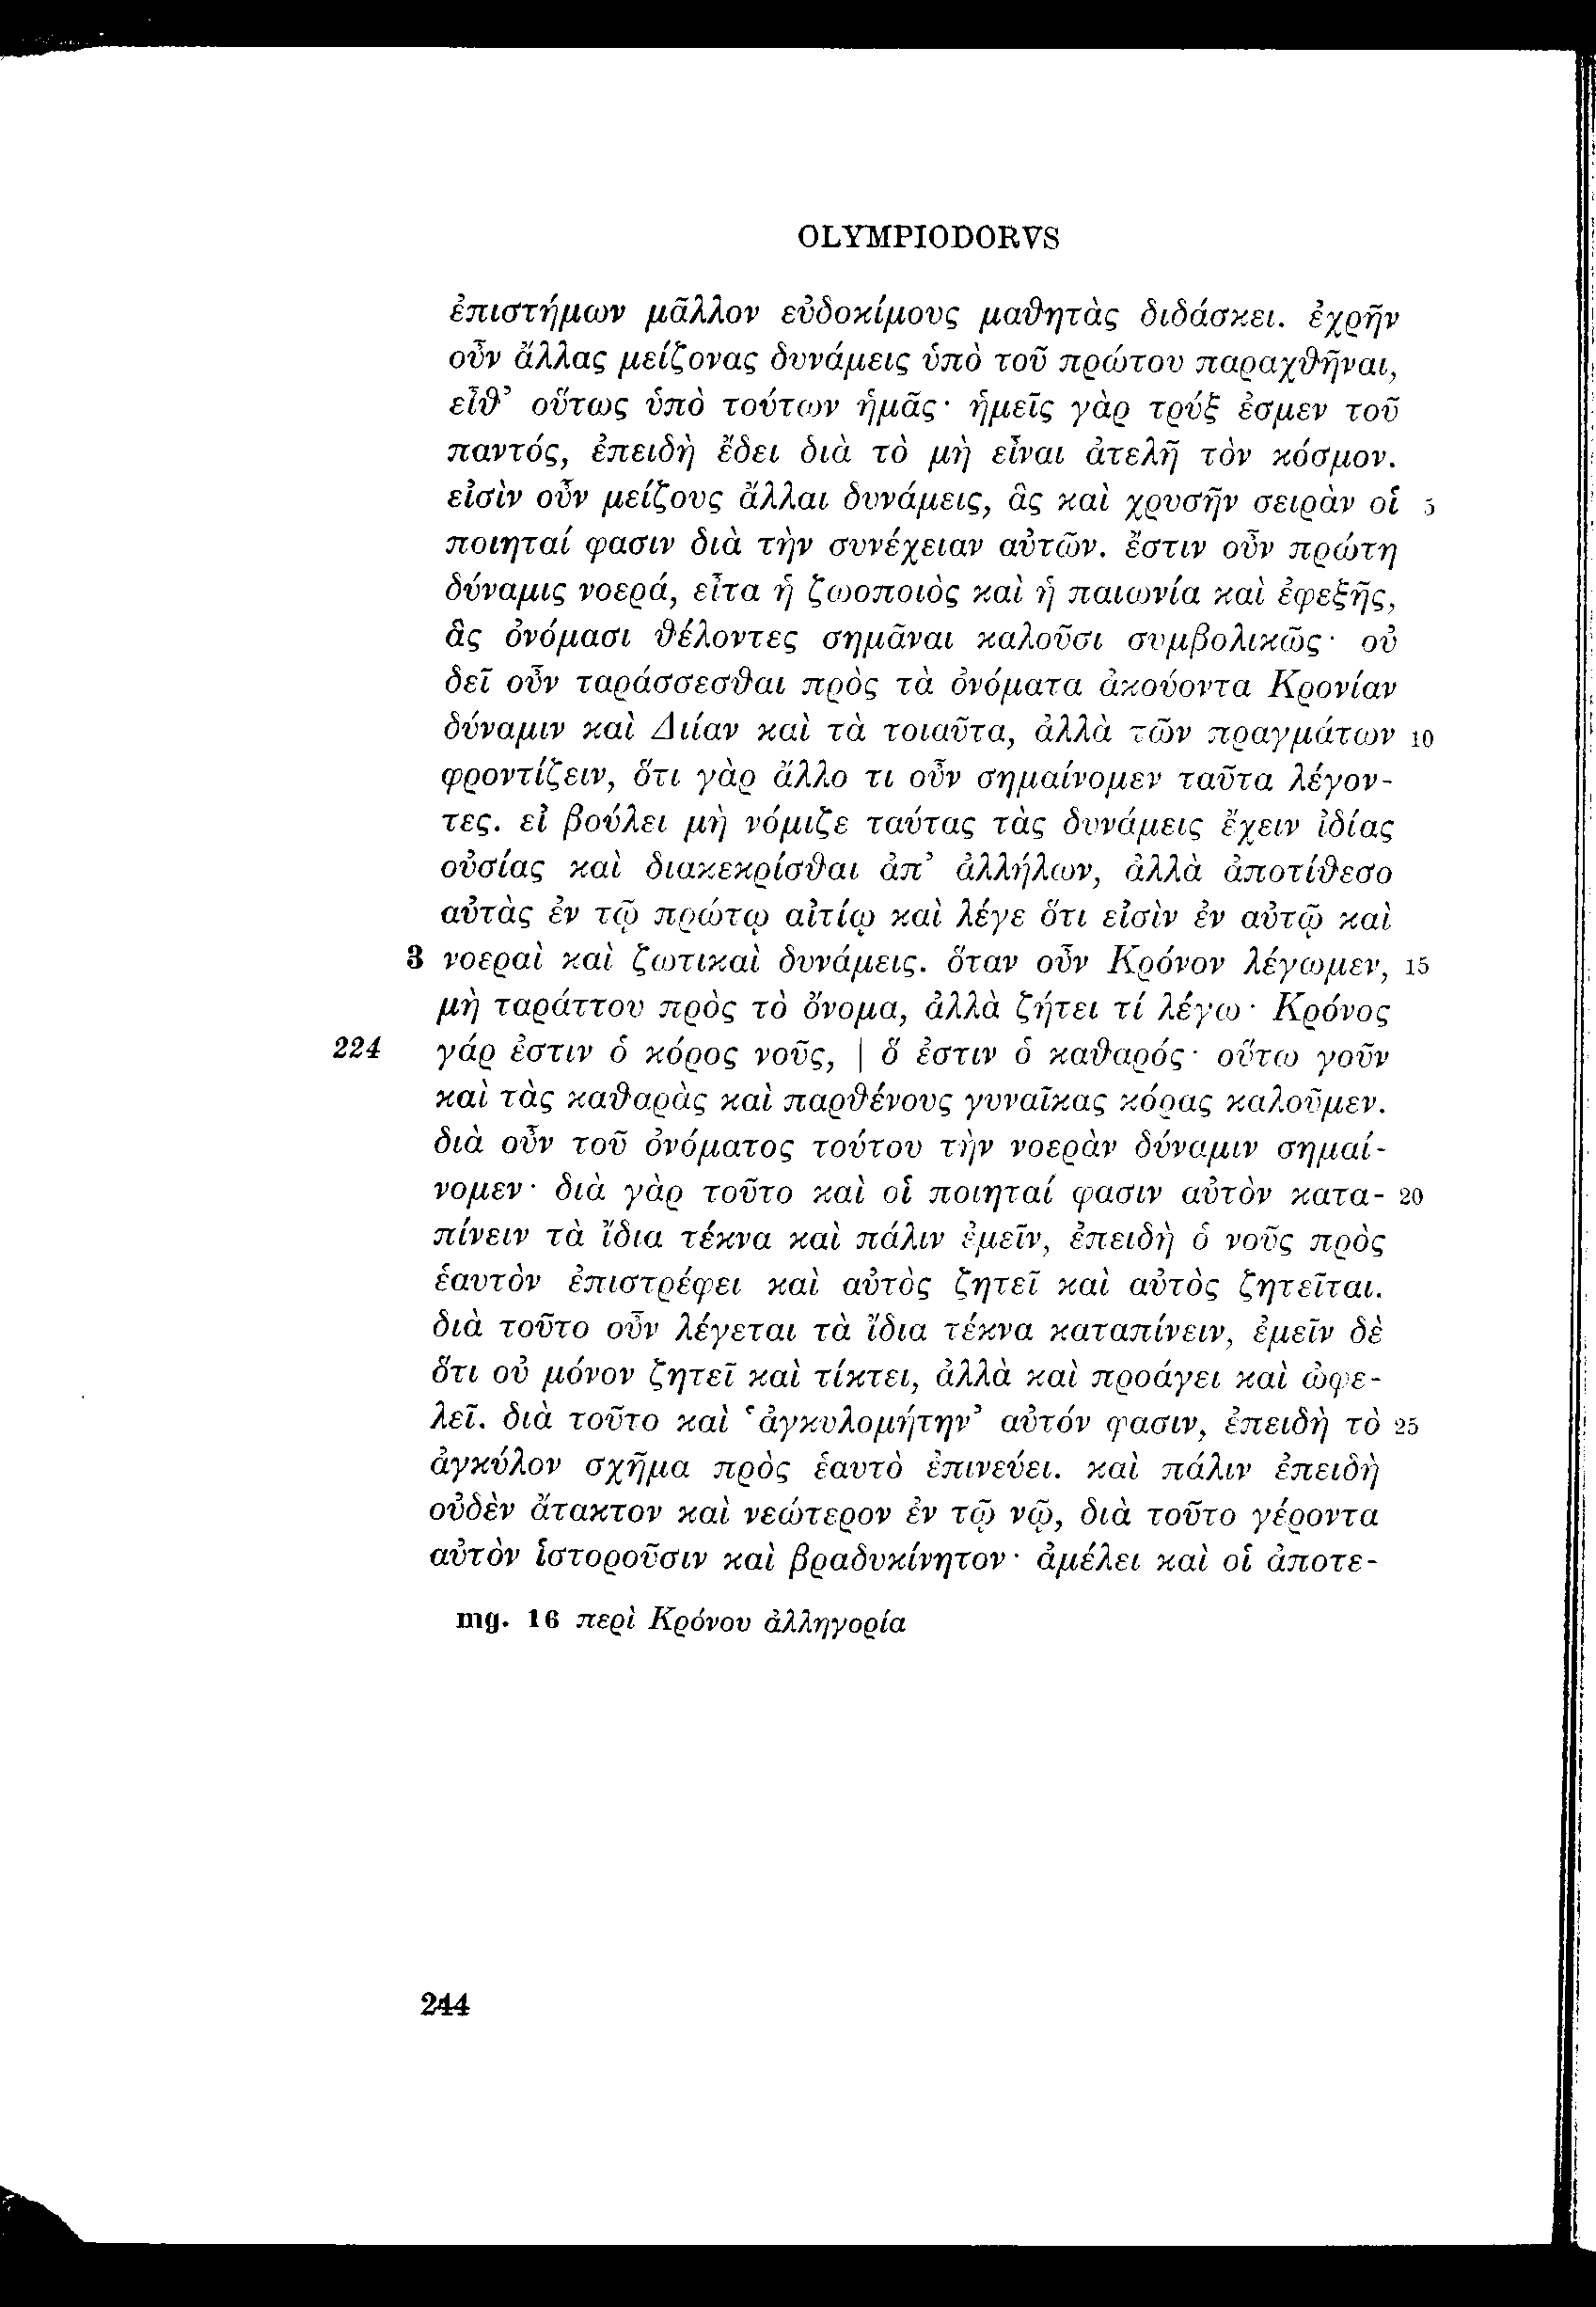 OLYMPIODORVS
ἐπιστήμων μᾶλλον εὐδοκίμους μαθητὰς διδάσκει. ἐχρῆν
οὖν ἄλλας μείζονας δυνάμεις ὑπὸ τοῦ πρώτου παραχθῆναι,
εἶθ’ οὕτως ὑπὸ τούτων ἡμᾶς· ἡμεῖς γὰρ τρύξ ἐσμεν τοῦ
παντός, ἐπειδὴ ἔδει διὰ τὸ μὴ εἶναι ἀτελῆ τὸν κόσμον.
εἰσὶν οὖν μείζους ἄλλαι δυνάμεις, ἃς καὶ χρυσῆν σειρὰν οἱ 5
ποιηταί φασιν διὰ τὴν συνέχειαν αὐτῶν. ἔστιν οὖν πρώτη
δύναμις νοερά, εἶτα ἡ ζωοποιὸς καὶ ἡ παιωνία καὶ ἐφεξῆς,
ἃς ὀνόμασι θέλοντες σημᾶναι καλοῦσι συμβολικῶς· οὐ
δεῖ οὖν ταράσσεσθαι πρὸς τὰ ὀνόματα ἀκούοντα Κρονίαν
δύναμιν καὶ Διίαν καὶ τὰ τοιαῦτα, ἀλλὰ τῶν πραγμάτων 10
φροντίζειν, ὅτι γὰρ ἄλλο τι οὖν σημαίνομεν ταῦτα λέγον-
τες. εἰ βούλει μὴ νόμιζε ταύτας τὰς δυνάμεις ἔχειν ἰδίας
οὐσίας καὶ διακεκρίσθαι ἀπ’ ἀλλήλων, ἀλλὰ ἀποτίθεσο
αὐτὰς ἐν τῷ πρώτῳ αἰτίῳ καὶ λέγε ὅτι εἰσὶν ἐν αὐτῷ καὶ
3 νοεραὶ καὶ ζωτικαὶ δυνάμεις. ὅταν οὖν Κρόνον λέγωμεν, 15
μὴ ταράττου πρὸς τὸ ὄνομα, ἀλλὰ ζήτει τί λέγω· Κρόνος
224 γάρ ἐστιν ὁ κόρος νοῦς, | ὅ ἐστιν ὁ καθαρός· οὕτω γοῦν
καὶ τὰς καθαρὰς καὶ παρθένους γυναῖκας κόρας καλοῦμεν.
διὰ οὖν τοῦ ὀνόματος τούτου τὴν νοερὰν δύναμιν σημαί-
νομεν· διὰ γὰρ τοῦτο καὶ οἱ ποιηταί φασιν αὐτὸν κατα- 20
πίνειν τὰ ἴδια τέκνα καὶ πάλιν ἐμεῖν, ἐπειδὴ ὁ νοῦς πρὸς
ἑαυτὸν ἐπιστρέφει καὶ αὐτὸς ζητεῖ καὶ αὐτὸς ζητεῖται.
διὰ τοῦτο οὖν λέγεται τὰ ἴδια τέκνα καταπίνειν, ἐμεῖν δὲ
ὅτι οὐ μόνον ζητεῖ καὶ τίκτει, ἀλλὰ καὶ προάγει καὶ ὠφε-
λεῖ. διὰ τοῦτο καὶ ‘ἀγκυλομήτην’ αὐτόν φασιν, ἐπειδὴ τὸ 25
ἀγκύλον σχῆμα πρὸς ἑαυτὸ ἐπινεύει. καὶ πάλιν ἐπειδὴ
οὐδὲν ἄτακτον καὶ νεώτερον ἐν τῷ νῷ, διὰ τοῦτο γέροντα
αὐτὸν ἱστοροῦσιν καὶ βραδυκίνητον· ἀμέλει καὶ οἱ ἀποτε-
mg. 16 περὶ Κρόνου ἀλληγορία
244